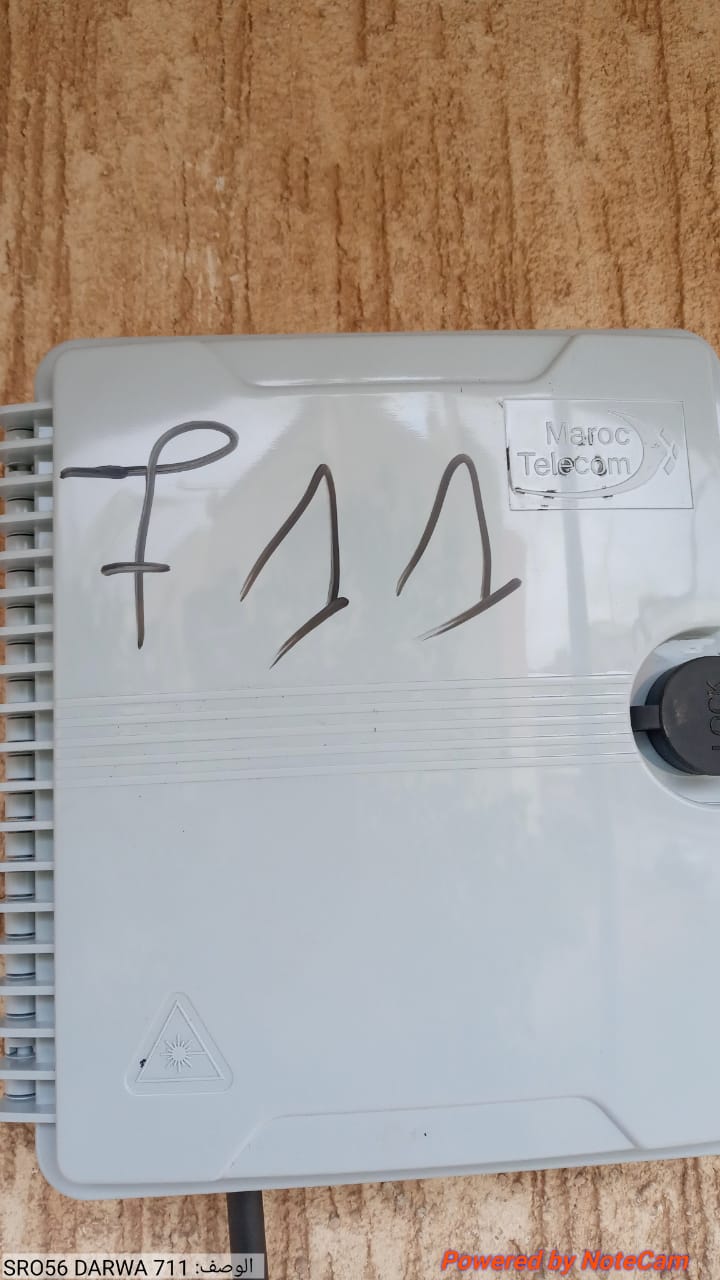 711
Maroc
Telecom
LOCK
الوصف: SRO56 DARWA 711
Powered by NoteCam